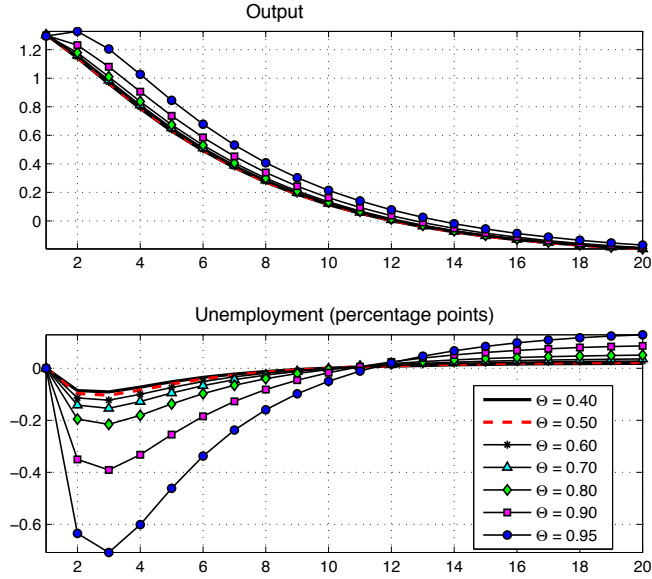 Output
1.2
1
0.8
0.6
0.4
0.2
0
2 4 6 8 10 12 14 16 18 20
Unemployment (percentage points)
0
−0.2
−0.4
−0.6
Θ = 0.40
Θ = 0.50
Θ = 0.60
Θ = 0.70
Θ = 0.80
Θ = 0.90
Θ = 0.95
2 4 6 8 10 12 14 16 18 20